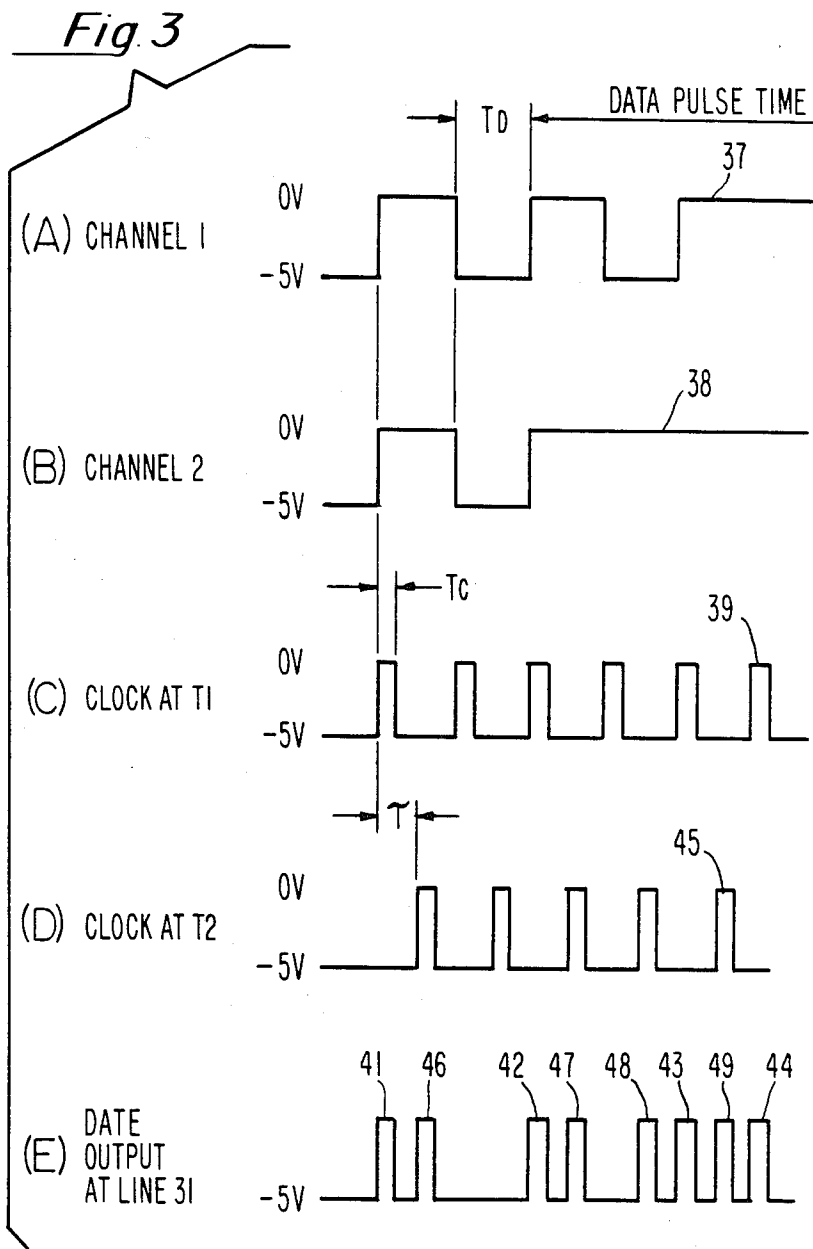 Fig. 3
TD
DATA PULSE TIME
37
0V
(A) CHANNEL 1
-5V
38
0V
(B) CHANNEL 2
-5V
TC
39
0V
(C) CLOCK AT T1
-5V
T
45
0V
(D) CLOCK AT T2
-5V
41 46 42 47 48 43 49 44
(E) DATE
OUTPUT
AT LINE 31
-5V